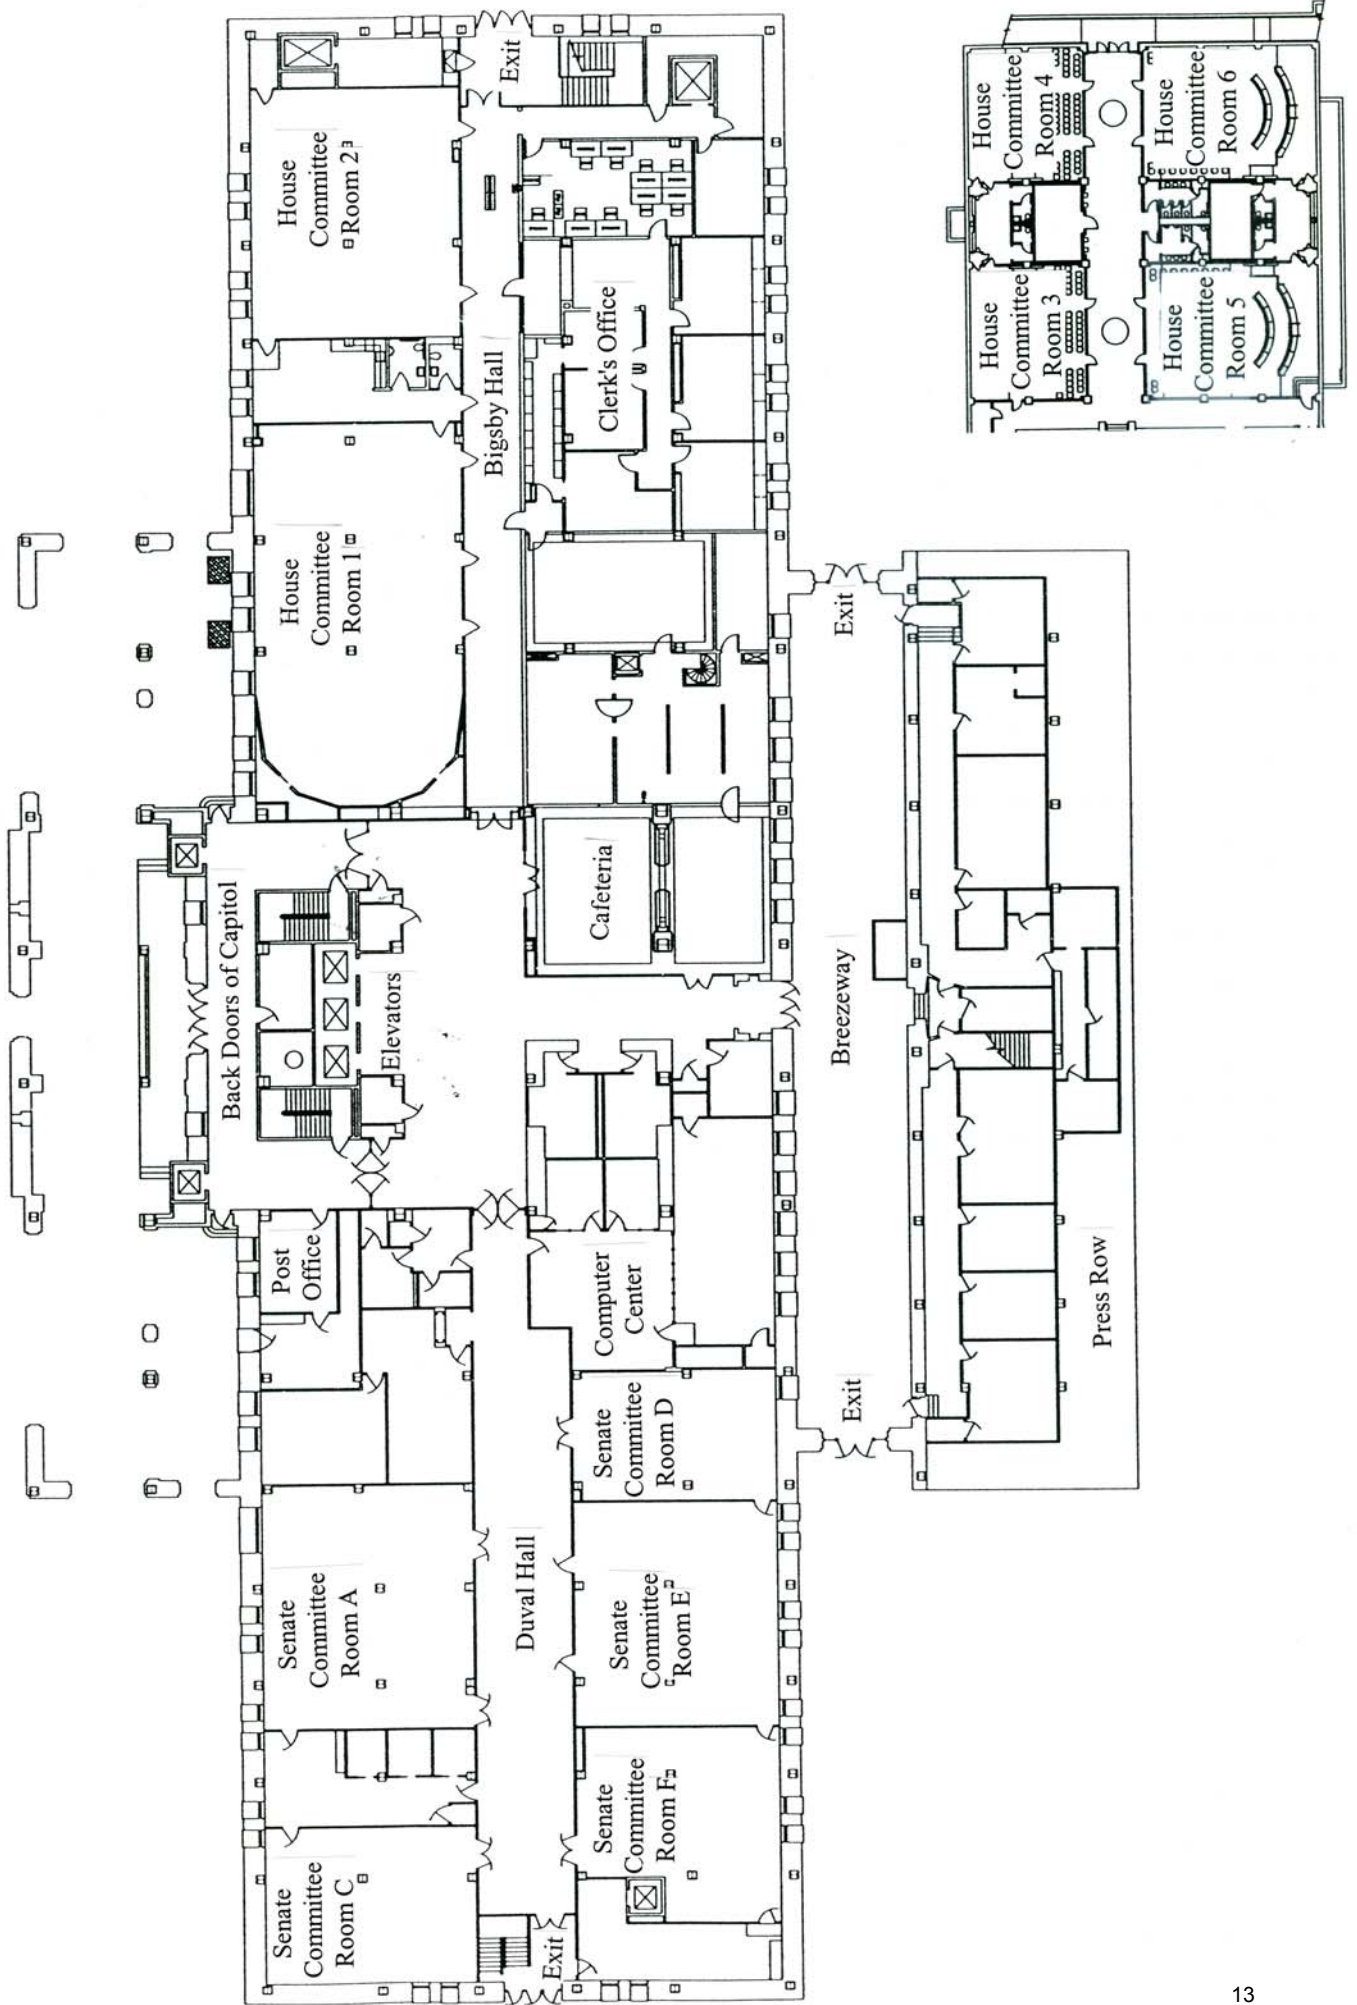 Senate
Committee
Room C
Senate
Committee
Room A
Post
Office
Back Doors of Capitol
House
Committee
Room 1
House
Committee
Room 2
Elevators
Exit
Duval Hall
Bigsby Hall
Exit
Senate
Committee
Room F
Senate
Committee
Room E
Senate
Committee
Room D
Computer
Center
Cafeteria
Clerk's Office
Exit
Breezeway
Exit
Press Row
House
Committee
Room 3
House
Committee
Room 4
House
Committee
Room 5
House
Committee
Room 6
13